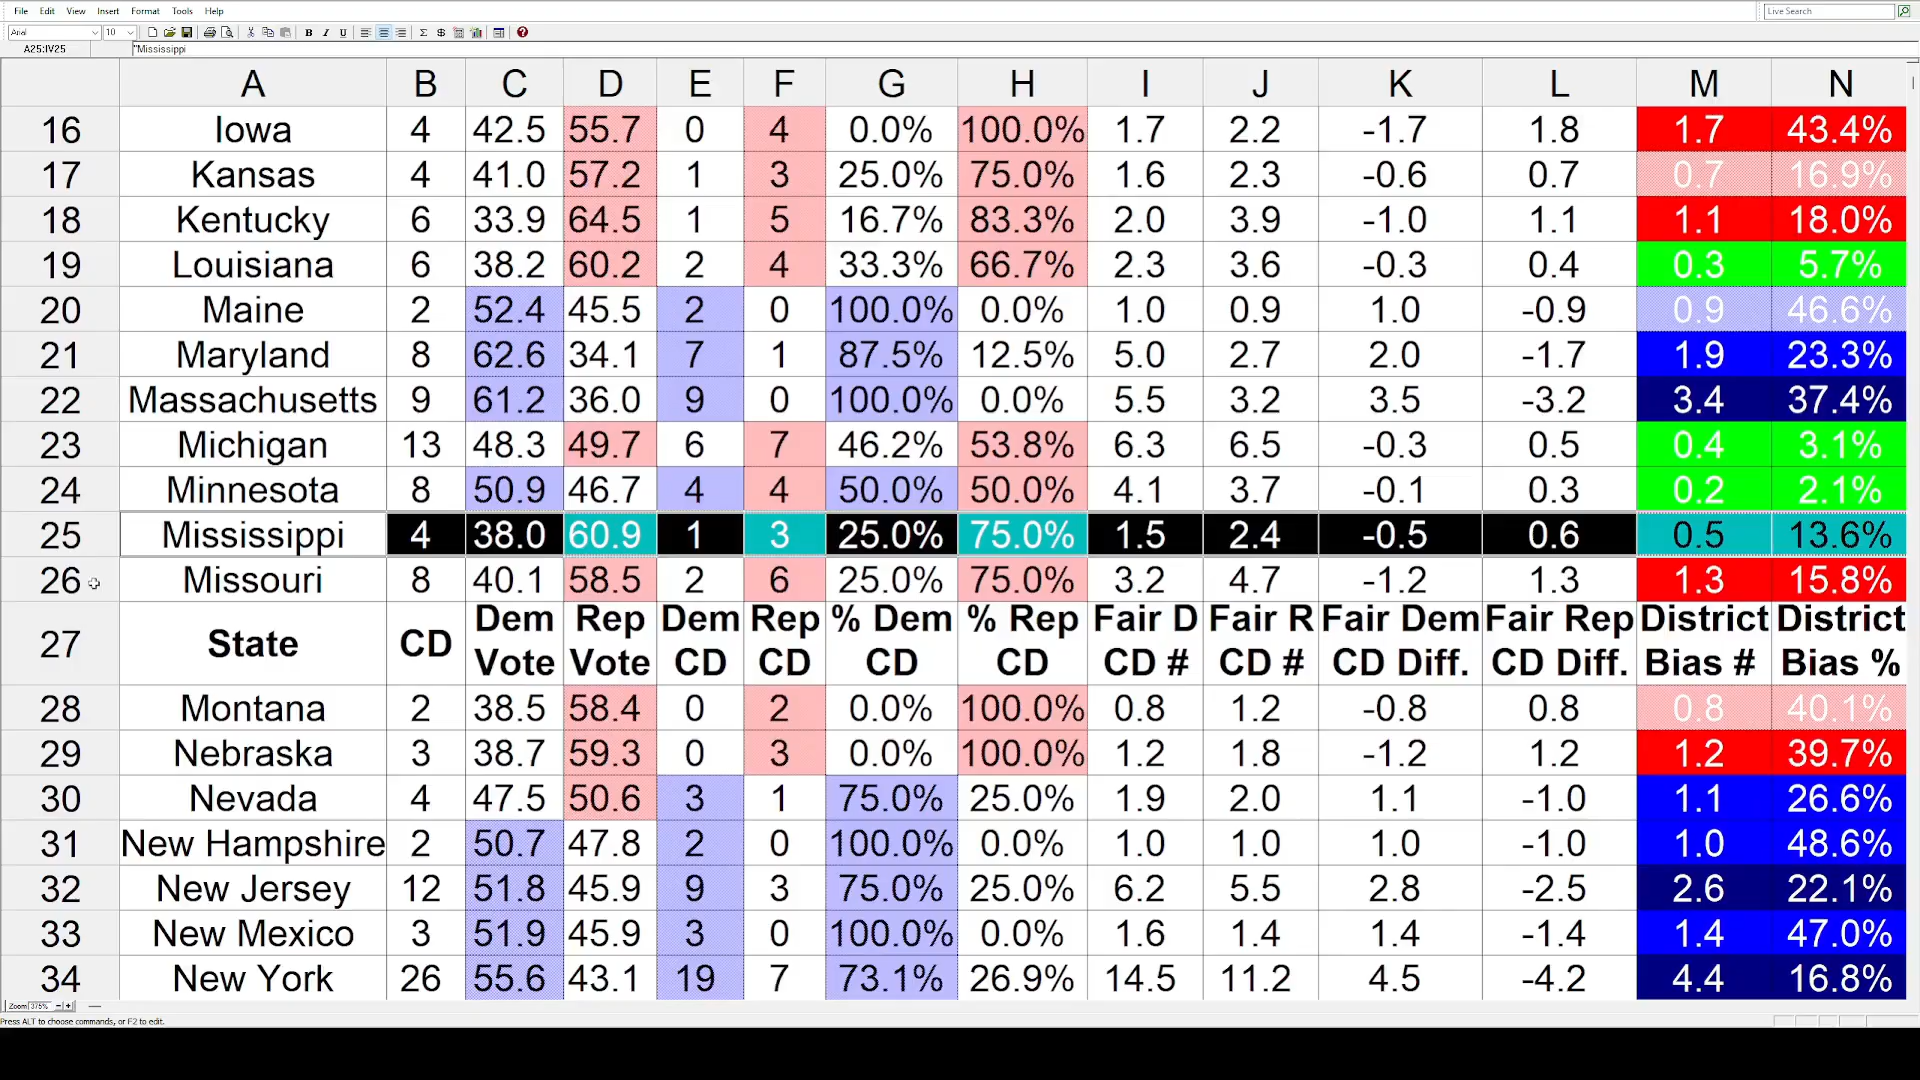 File Edit View Insert Format Tools Help Live Search
Arial 10 B I U Σ $
A25:IV25 "Mississippi
A B C D E F G H I J K L M N
16 Iowa 4 42.5 55.7 0 4 0.0% 100.0% 1.7 2.2 -1.7 1.8 1.7 43.4%
17 Kansas 4 41.0 57.2 1 3 25.0% 75.0% 1.6 2.3 -0.6 0.7 0.7 16.9%
18 Kentucky 6 33.9 64.5 1 5 16.7% 83.3% 2.0 3.9 -1.0 1.1 1.1 18.0%
19 Louisiana 6 38.2 60.2 2 4 33.3% 66.7% 2.3 3.6 -0.3 0.4 0.3 5.7%
20 Maine 2 52.4 45.5 2 0 100.0% 0.0% 1.0 0.9 1.0 -0.9 0.9 46.6%
21 Maryland 8 62.6 34.1 7 1 87.5% 12.5% 5.0 2.7 2.0 -1.7 1.9 23.3%
22 Massachusetts 9 61.2 36.0 9 0 100.0% 0.0% 5.5 3.2 3.5 -3.2 3.4 37.4%
23 Michigan 13 48.3 49.7 6 7 46.2% 53.8% 6.3 6.5 -0.3 0.5 0.4 3.1%
24 Minnesota 8 50.9 46.7 4 4 50.0% 50.0% 4.1 3.7 -0.1 0.3 0.2 2.1%
25 Mississippi 4 38.0 60.9 1 3 25.0% 75.0% 1.5 2.4 -0.5 0.6 0.5 13.6%
26 Missouri 8 40.1 58.5 2 6 25.0% 75.0% 3.2 4.7 -1.2 1.3 1.3 15.8%
Dem Rep Dem Rep % Dem % Rep Fair D Fair R Fair Dem Fair Rep District District
27 State CD
Vote Vote CD CD CD CD CD # CD # CD Diff. CD Diff. Bias # Bias %
28 Montana 2 38.5 58.4 0 2 0.0% 100.0% 0.8 1.2 -0.8 0.8 0.8 40.1%
29 Nebraska 3 38.7 59.3 0 3 0.0% 100.0% 1.2 1.8 -1.2 1.2 1.2 39.7%
30 Nevada 4 47.5 50.6 3 1 75.0% 25.0% 1.9 2.0 1.1 -1.0 1.1 26.6%
31 New Hampshire 2 50.7 47.8 2 0 100.0% 0.0% 1.0 1.0 1.0 -1.0 1.0 48.6%
32 New Jersey 12 51.8 45.9 9 3 75.0% 25.0% 6.2 5.5 2.8 -2.5 2.6 22.1%
33 New Mexico 3 51.9 45.9 3 0 100.0% 0.0% 1.6 1.4 1.4 -1.4 1.4 47.0%
34 New York 26 55.6 43.1 19 7 73.1% 26.9% 14.5 11.2 4.5 -4.2 4.4 16.8%
Zoom 375% - +
Press ALT to choose commands, or F2 to edit.